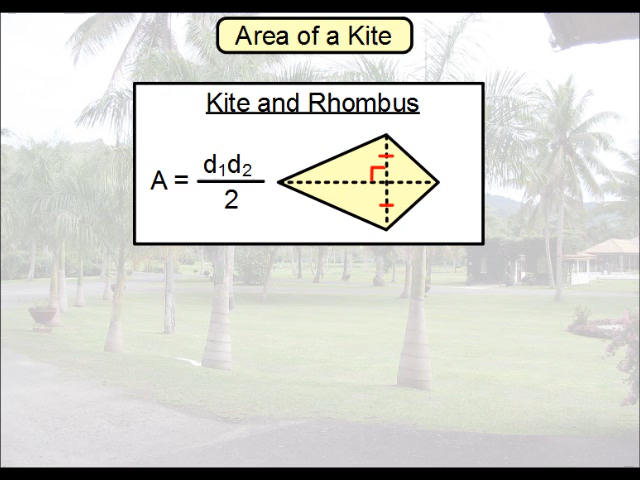 Area of a Kite
Kite and Rhombus
A = d₁d₂
2